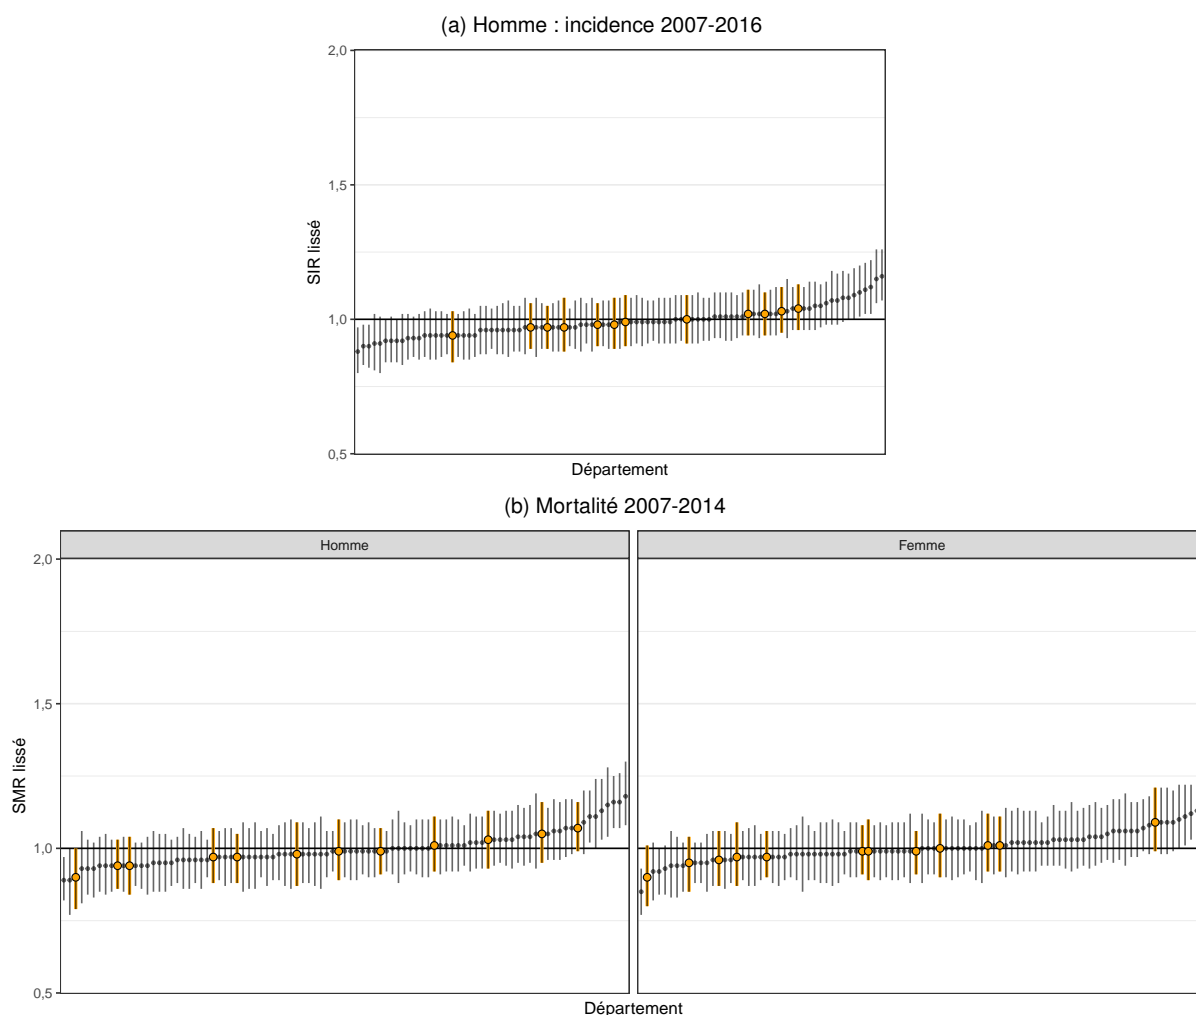 (a) Homme : incidence 2007-2016
2,0
1,5
1,0
0,5
SIR lissé
Département
(b) Mortalité 2007-2014
Homme
Femme
2,0
1,5
1,0
0,5
SMR lissé
Département